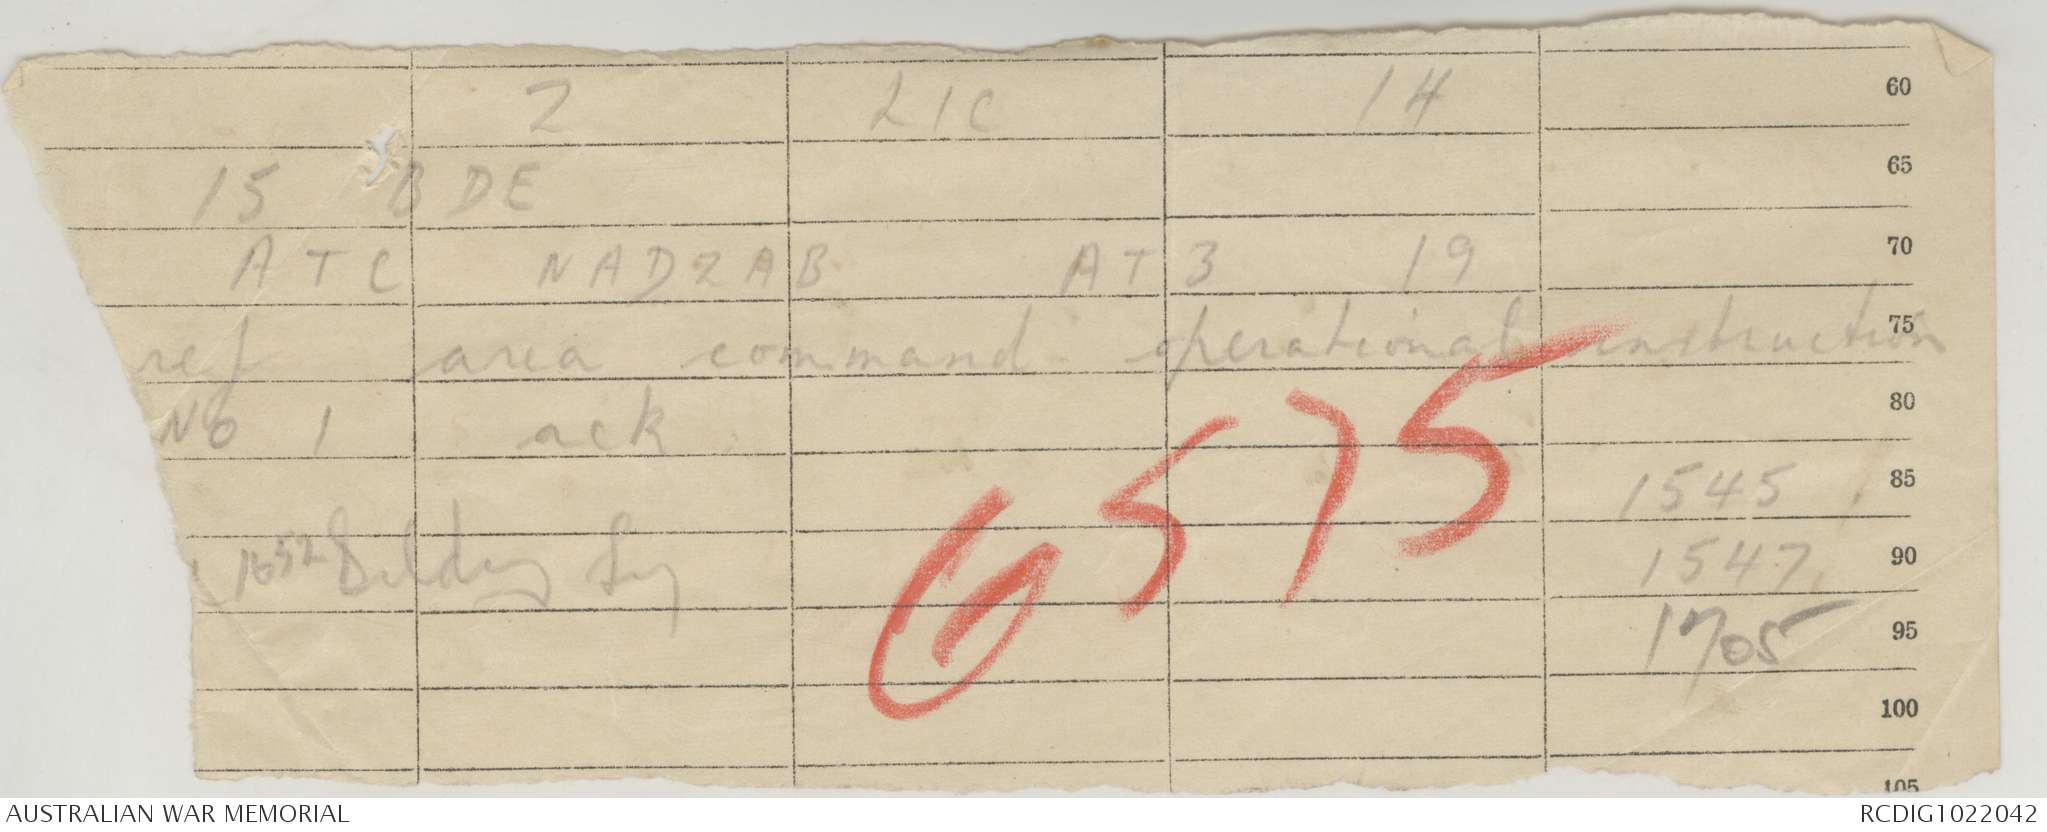 Z LIC 14 60
65
15 BDE
ATC NADZAB AT3 19 70
ref area command operational instruction 75
No 1 ack 80
6575
1545 85
1652
1547 90
1705 95
100
105
AUSTRALIAN WAR MEMORIAL RCDIG1022042